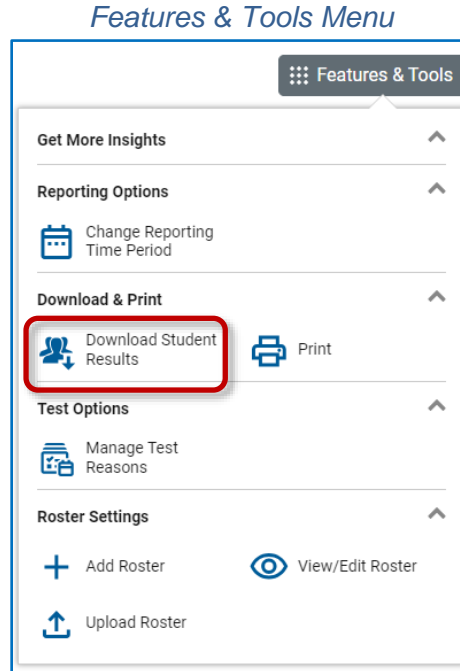 Features & Tools Menu
Features & Tools
Get More Insights
Reporting Options
Change Reporting
Time Period
Download & Print
Download Student
Results
Print
Test Options
Manage Test
Reasons
Roster Settings
Add Roster
View/Edit Roster
Upload Roster